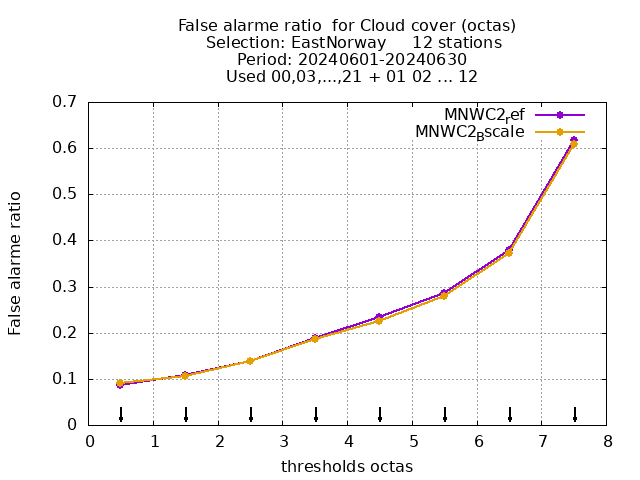 False alarme ratio  for Cloud cover (octas)
Selection: EastNorway     12 stations
Period: 20240601-20240630
Used 00,03,...,21 + 01 02 ... 12
MNWC2ref
MNWC2Bscale
0.7
0.6
0.5
0.4
0.3
0.2
0.1
0
False alarme ratio
0 1 2 3 4 5 6 7 8
thresholds octas